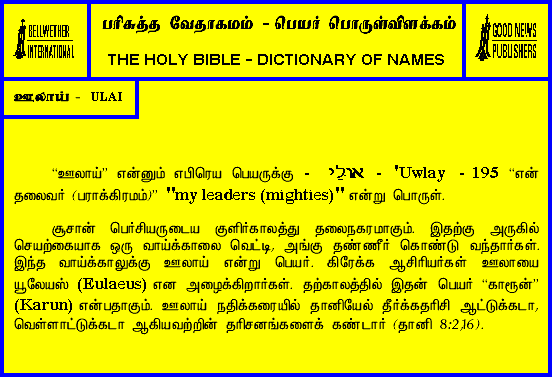 BELLWETHER
INTERNATIONAL
பரிசுத்த வேதாகமம் - பெயர் பொருள்விளக்கம்
THE HOLY BIBLE - DICTIONARY OF NAMES
GOOD NEWS
PUBLISHERS
ஊலாய் - ULAI
“ஊலாய்” என்னும் எபிரெய பெயருக்கு - אוּלַי - 'Uwlay - 195 “என்
தலைவர் (பராக்கிரமம்)” "my leaders (mighties)" என்று பொருள்.
சூசான் பெர்சியருடைய குளிர்காலத்து தலைநகரமாகும். இதற்கு அருகில்
செயற்கையாக ஒரு வாய்க்காலை வெட்டி, அங்கு தண்ணீர் கொண்டு வந்தார்கள்.
இந்த வாய்க்காலுக்கு ஊலாய் என்று பெயர். கிரேக்க ஆசிரியர்கள் ஊலாயை
யூலேயஸ் (Eulaeus) என அழைக்கிறார்கள். தற்காலத்தில் இதன் பெயர் “காரூன்”
(Karun) என்பதாகும். ஊலாய் நதிக்கரையில் தானியேல் தீர்க்கதரிசி ஆட்டுக்கடா,
வெள்ளாட்டுக்கடா ஆகியவற்றின் தரிசனங்களைக் கண்டார் (தானி 8:2,16).